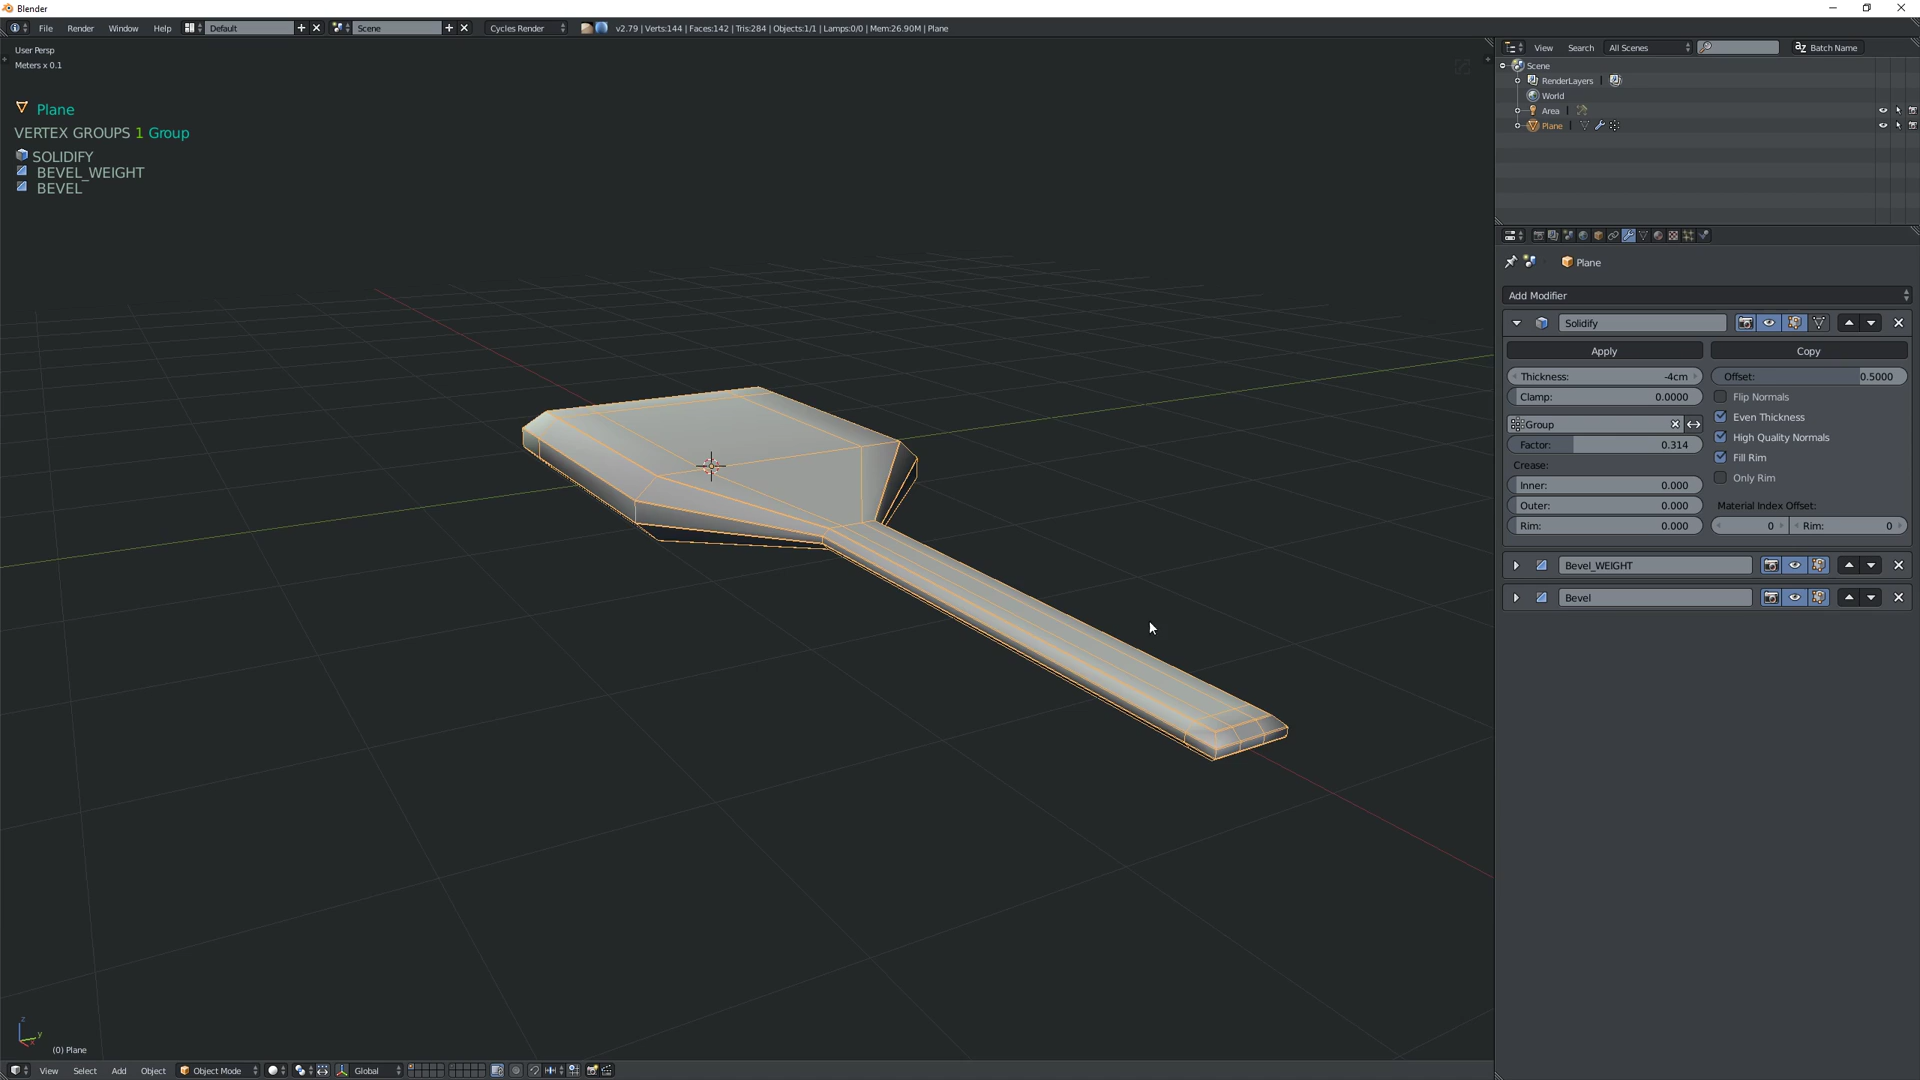 Blender
File Render Window Help Default Scene Cycles Render v2.79 | Verts:144 | Faces:142 | Tris:284 | Objects:1/1 | Lamps:0/0 | Mem:26.90M | Plane
User Persp
Meters x 0.1
Plane
VERTEX GROUPS 1 Group
SOLIDIFY
BEVEL_WEIGHT
BEVEL
(0) Plane
View Select Add Object Object Mode Global
View Search All Scenes Batch Name
Scene
RenderLayers
World
Area
Plane
Plane
Add Modifier
Solidify
Apply Copy
Thickness: -4cm Offset: 0.5000
Clamp: 0.0000 Flip Normals
Even Thickness
Group
High Quality Normals
Factor: 0.314
Fill Rim
Crease:
Only Rim
Inner: 0.000
Outer: 0.000 Material Index Offset:
Rim: 0.000 0 Rim: 0
Bevel_WEIGHT
Bevel